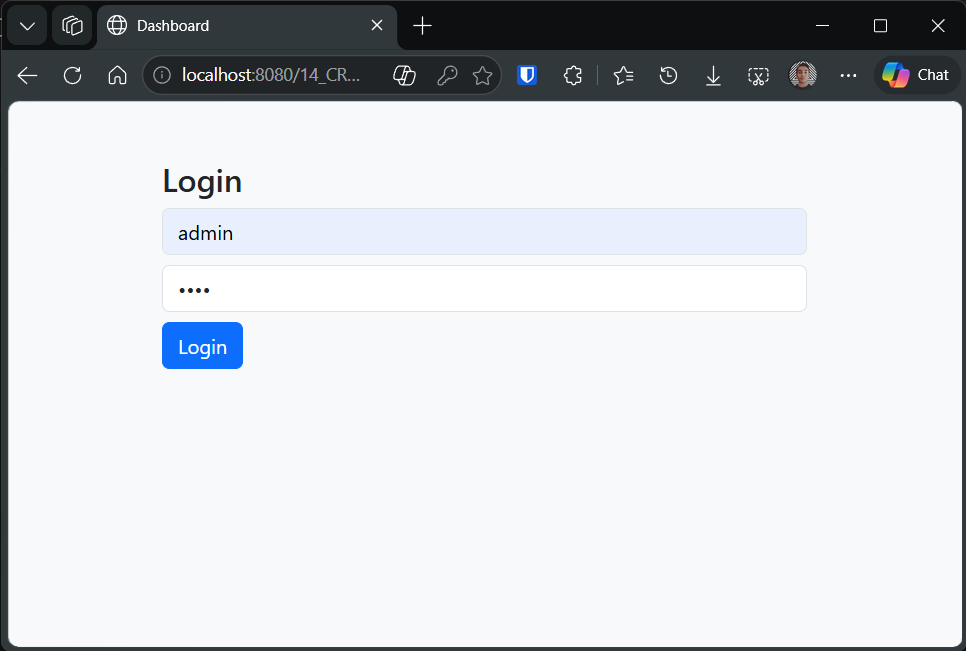 Dashboard
localhost:8080/14_CR...
Chat
Login
admin
••••
Login